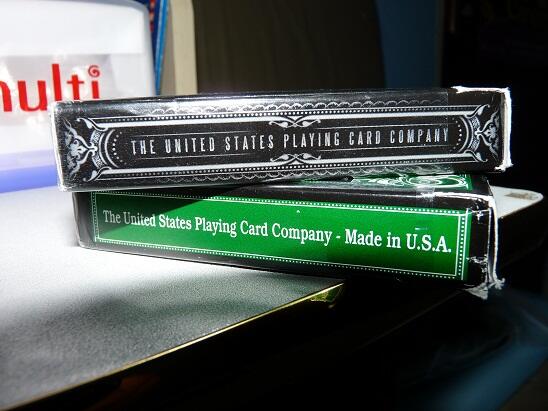 multi
THE UNITED STATES PLAYING CARD COMPANY
The United States Playing Card Company - Made in U.S.A.